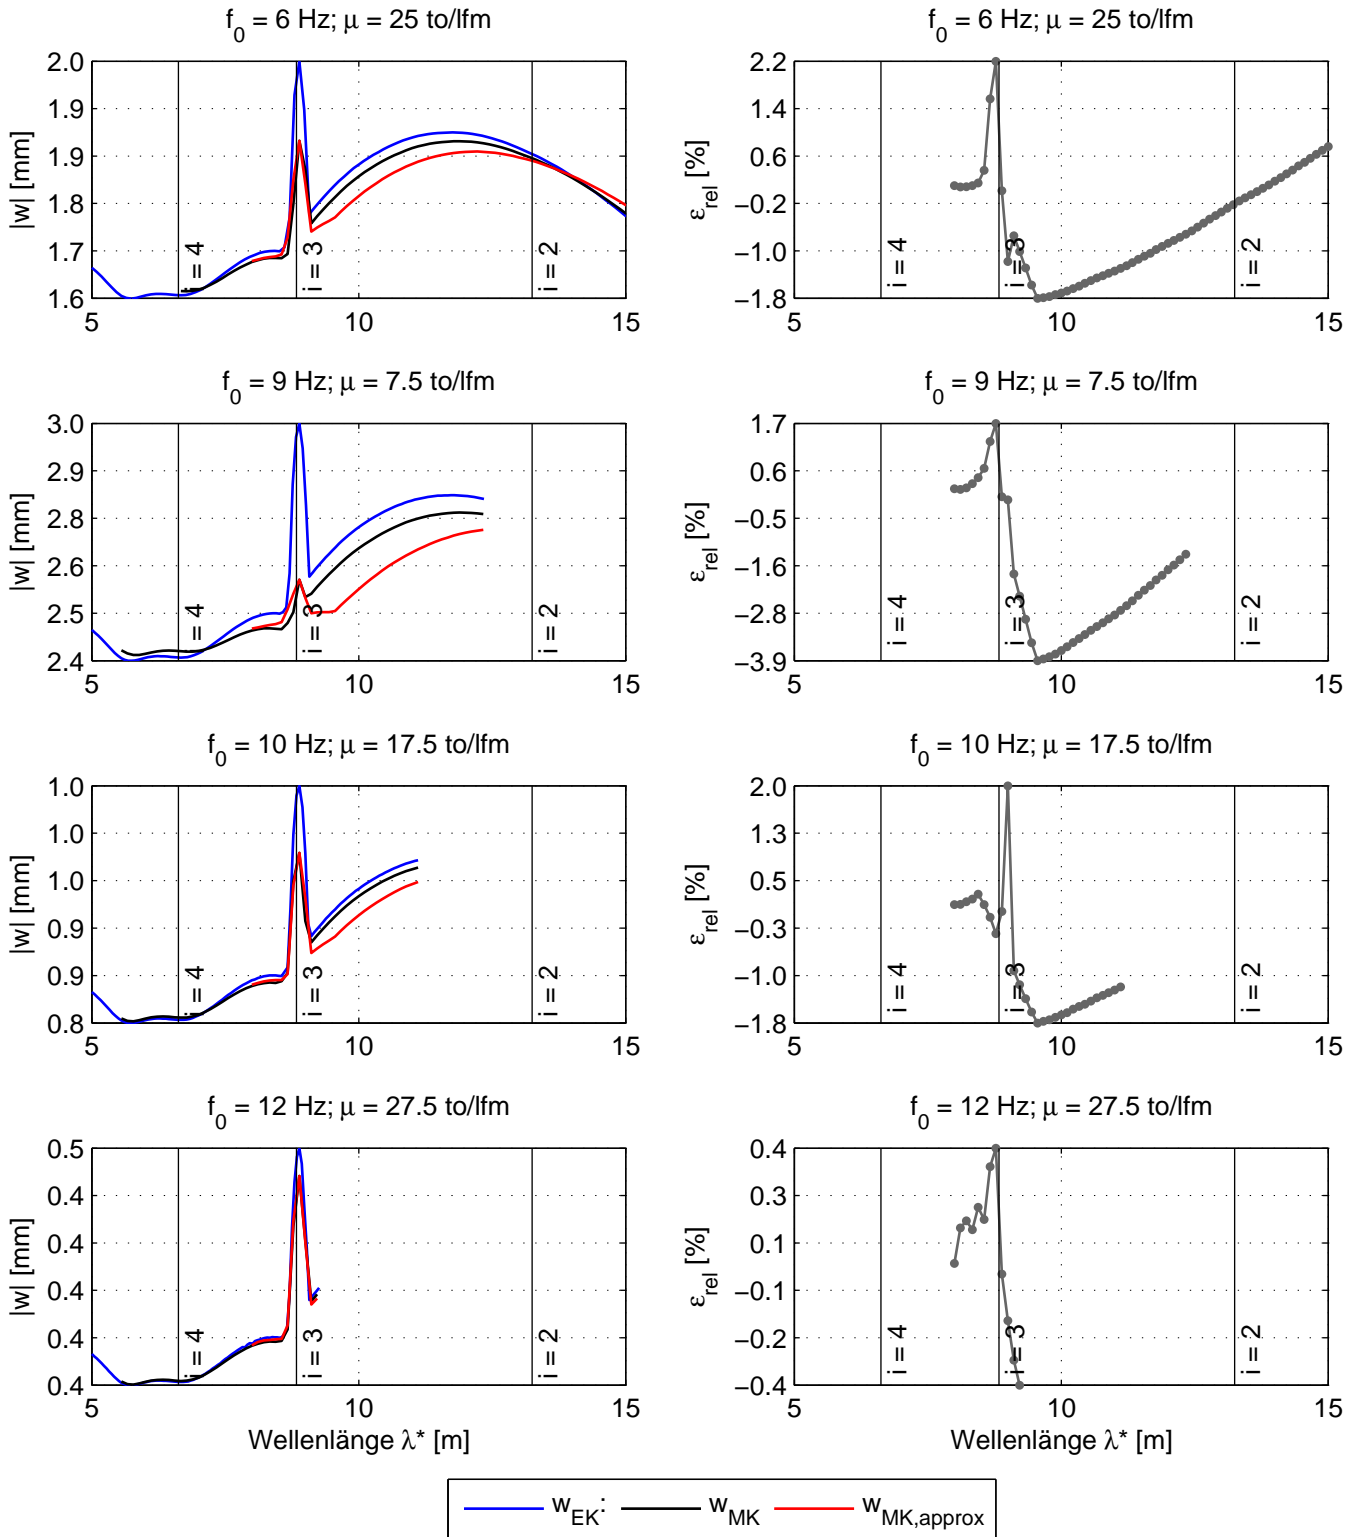 f0 = 6 Hz; μ = 25 to/lfm
|w| [mm]
2.0
1.9
1.9
1.8
1.7
1.6
i = 4
i = 3
i = 2
5
10
15
f0 = 6 Hz; μ = 25 to/lfm
εrel [%]
2.2
1.4
0.6
−0.2
−1.0
−1.8
i = 4
i = 3
i = 2
5
10
15
f0 = 9 Hz; μ = 7.5 to/lfm
|w| [mm]
3.0
2.9
2.8
2.6
2.5
2.4
i = 4
i = 3
i = 2
5
10
15
f0 = 9 Hz; μ = 7.5 to/lfm
εrel [%]
1.7
0.6
−0.5
−1.6
−2.8
−3.9
i = 4
i = 3
i = 2
5
10
15
f0 = 10 Hz; μ = 17.5 to/lfm
|w| [mm]
1.0
1.0
1.0
0.9
0.9
0.8
i = 4
i = 3
i = 2
5
10
15
f0 = 10 Hz; μ = 17.5 to/lfm
εrel [%]
2.0
1.3
0.5
−0.3
−1.0
−1.8
i = 4
i = 3
i = 2
5
10
15
f0 = 12 Hz; μ = 27.5 to/lfm
|w| [mm]
0.5
0.4
0.4
0.4
0.4
0.4
i = 4
i = 3
i = 2
5
10
15
Wellenlänge λ* [m]
f0 = 12 Hz; μ = 27.5 to/lfm
εrel [%]
0.4
0.3
0.1
−0.1
−0.2
−0.4
i = 4
i = 3
i = 2
5
10
15
Wellenlänge λ* [m]
wEK: wMK wMK,approx